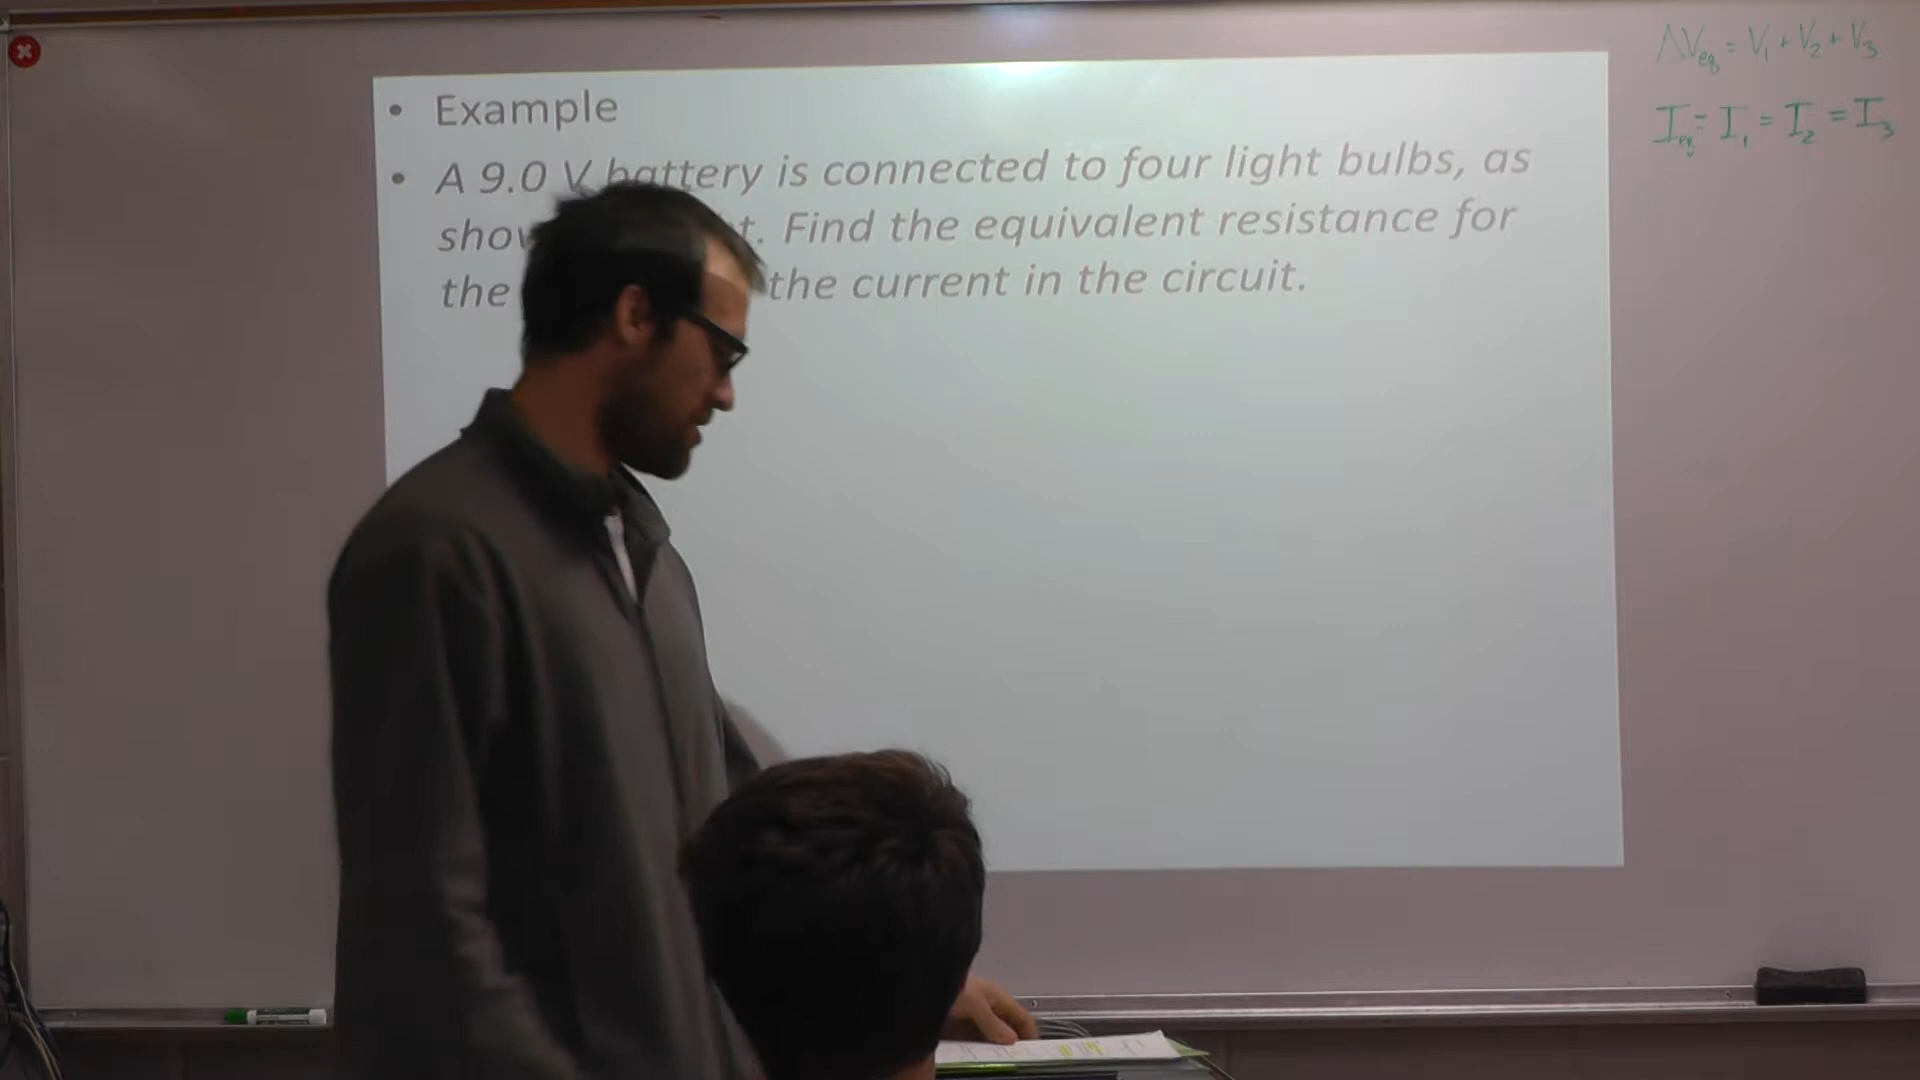 • Example
• A 9.0 V battery is connected to four light bulbs, as
t. Find the equivalent resistance for
the the current in the circuit.
ΔVeq = V₁ + V₂ + V₃
Ieq = I₁ = I₂ = I₃